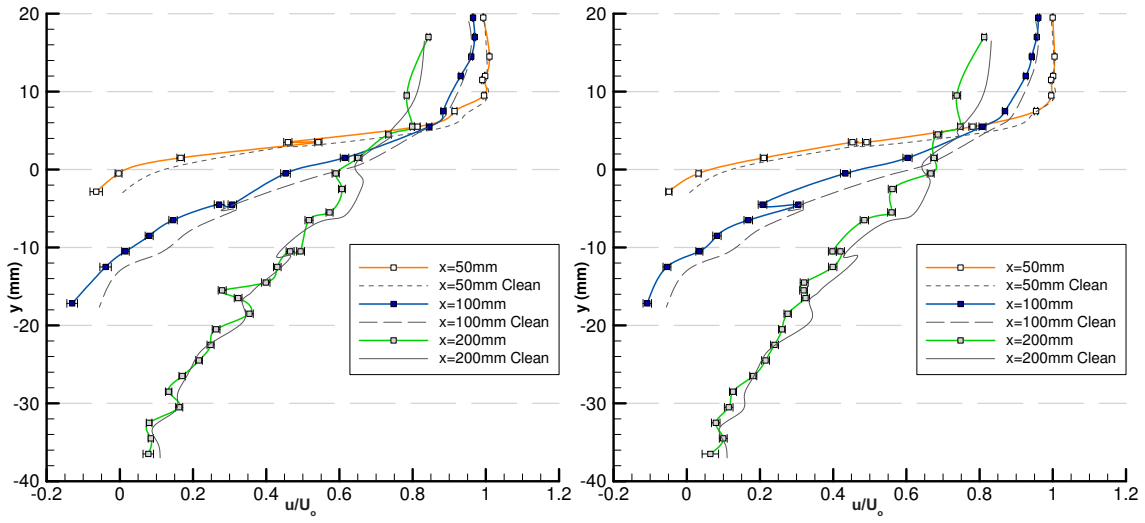 20
10
0
-10
-20
-30
-40
y (mm)
-0.2
0
0.2
0.4
0.6
0.8
1
1.2
u/Uo
x=50mm
x=50mm Clean
x=100mm
x=100mm Clean
x=200mm
x=200mm Clean
20
10
0
-10
-20
-30
-40
y (mm)
-0.2
0
0.2
0.4
0.6
0.8
1
1.2
u/Uo
x=50mm
x=50mm Clean
x=100mm
x=100mm Clean
x=200mm
x=200mm Clean